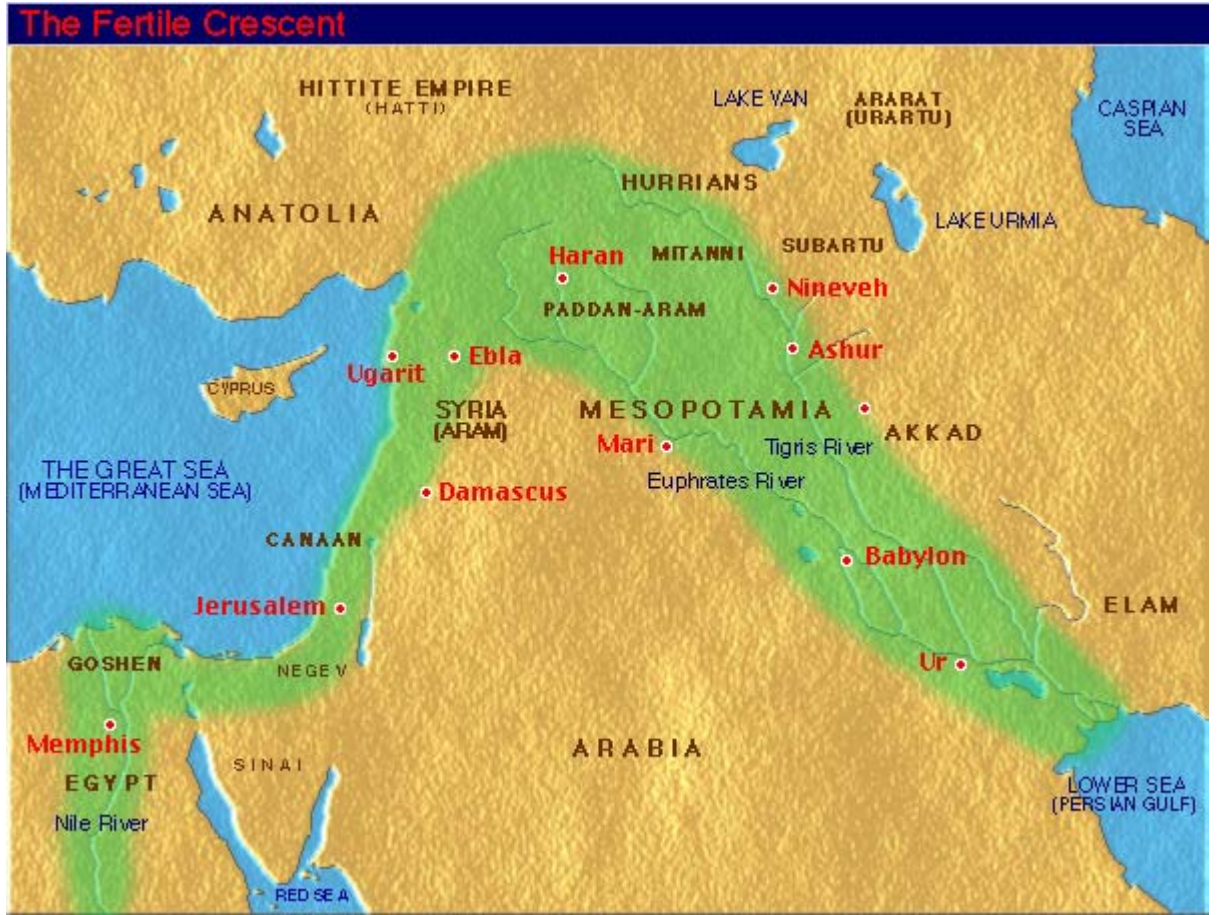 The Fertile Crescent
HITTITE EMPIRE
(HATTI)
LAKE VAN
ARARAT
(URARTU)
CASPIAN
SEA
HURRIANS
ANATOLIA
LAKE URMIA
MITANNI
SUBARTU
Haran
Nineveh
PADDAN-ARAM
Ashur
Ugarit
Ebla
CYPRUS
SYRIA
(ARAM)
MESOPOTAMIA
AKKAD
Mari
Tigris River
THE GREAT SEA
(MEDITERRANEAN SEA)
Euphrates River
Damascus
CANAAN
Babylon
Jerusalem
ELAM
GOSHEN
NEGEV
Ur
Memphis
ARABIA
SINAI
EGYPT
LOWER SEA
(PERSIAN GULF)
Nile River
RED SEA